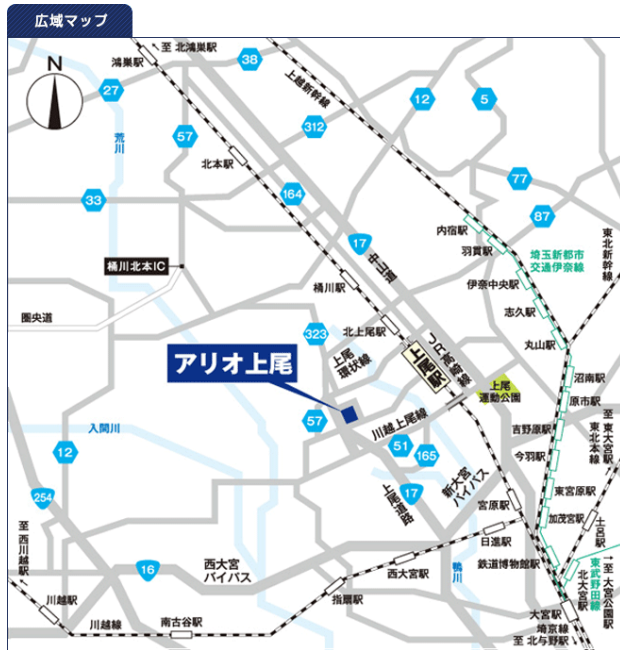 広域マップ
至 北鴻巣駅
鴻巣駅
N
38
27
上越新幹線
12
5
荒川
57
312
北本駅
77
33
164
87
内宿駅
17
中山道
羽貫駅
東北新幹線
埼玉新都市
交通伊奈線
桶川北本IC
桶川駅
伊奈中央駅
志久駅
圏央道
323
北上尾駅
丸山駅
上尾
環状線
上尾駅
JR高崎線
アリオ上尾
沼南駅
上尾
運動公園
原市駅
57
川越上尾線
吉野原駅
至 東大宮駅
東北本線
入間川
12
51
165
今羽駅
新大宮
バイパス
254
上尾道路
17
東宮原駅
宮原駅
加茂宮駅
土呂駅
至 西川越駅
日進駅
16
西大宮
バイパス
鴨川
西大宮駅
鉄道博物館駅
至 大宮公園駅
東武野田線
北大宮駅
川越駅
指扇駅
川越線
南古谷駅
大宮駅
埼京線
至 北与野駅